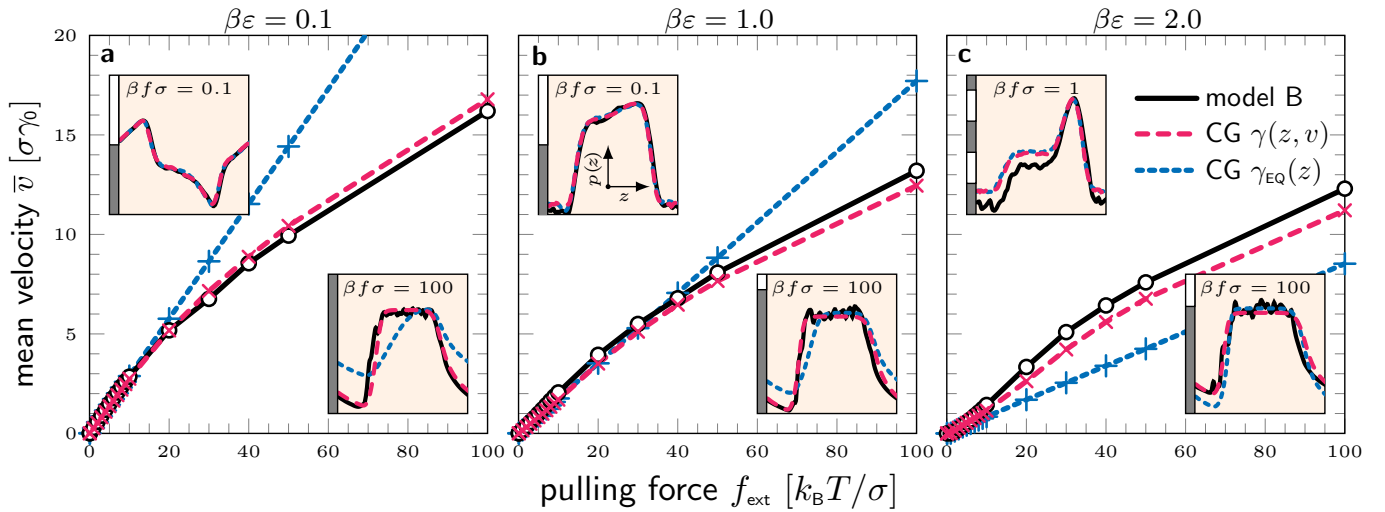 βε = 0.1
βε = 1.0
βε = 2.0
mean velocity v̅ [σγ₀]
20
15
10
5
0
a
βfσ = 0.1
βfσ = 100
0 20 40 60 80 100
b
βfσ = 0.1
p(z)
z
βfσ = 100
0 20 40 60 80 100
c
βfσ = 1
model B
CG γ(z, v)
CG γ_EQ(z)
βfσ = 100
0 20 40 60 80 100
pulling force f_ext [k_BT/σ]